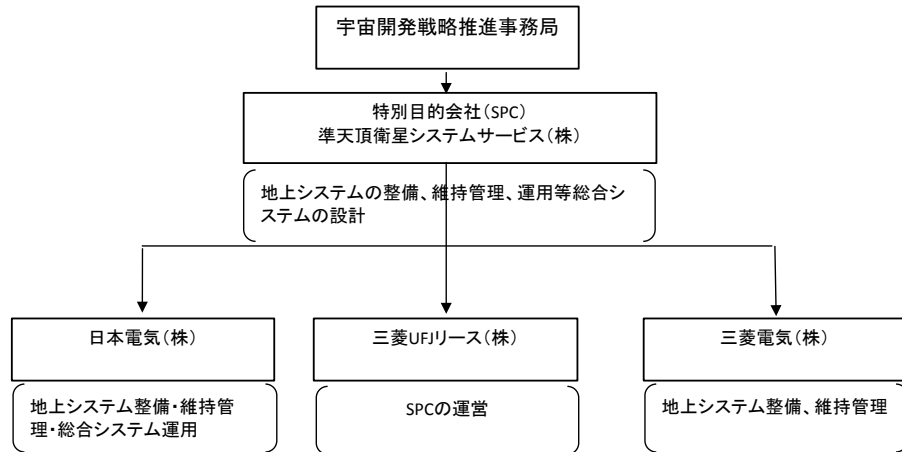 宇宙開発戦略推進事務局
特別目的会社(SPC)
準天頂衛星システムサービス(株)
地上システムの整備、維持管理、運用等総合シ
ステムの設計
日本電気(株)
三菱UFJリース(株)
三菱電気(株)
地上システム整備・維持管
理・総合システム運用
SPCの運営
地上システム整備、維持管理